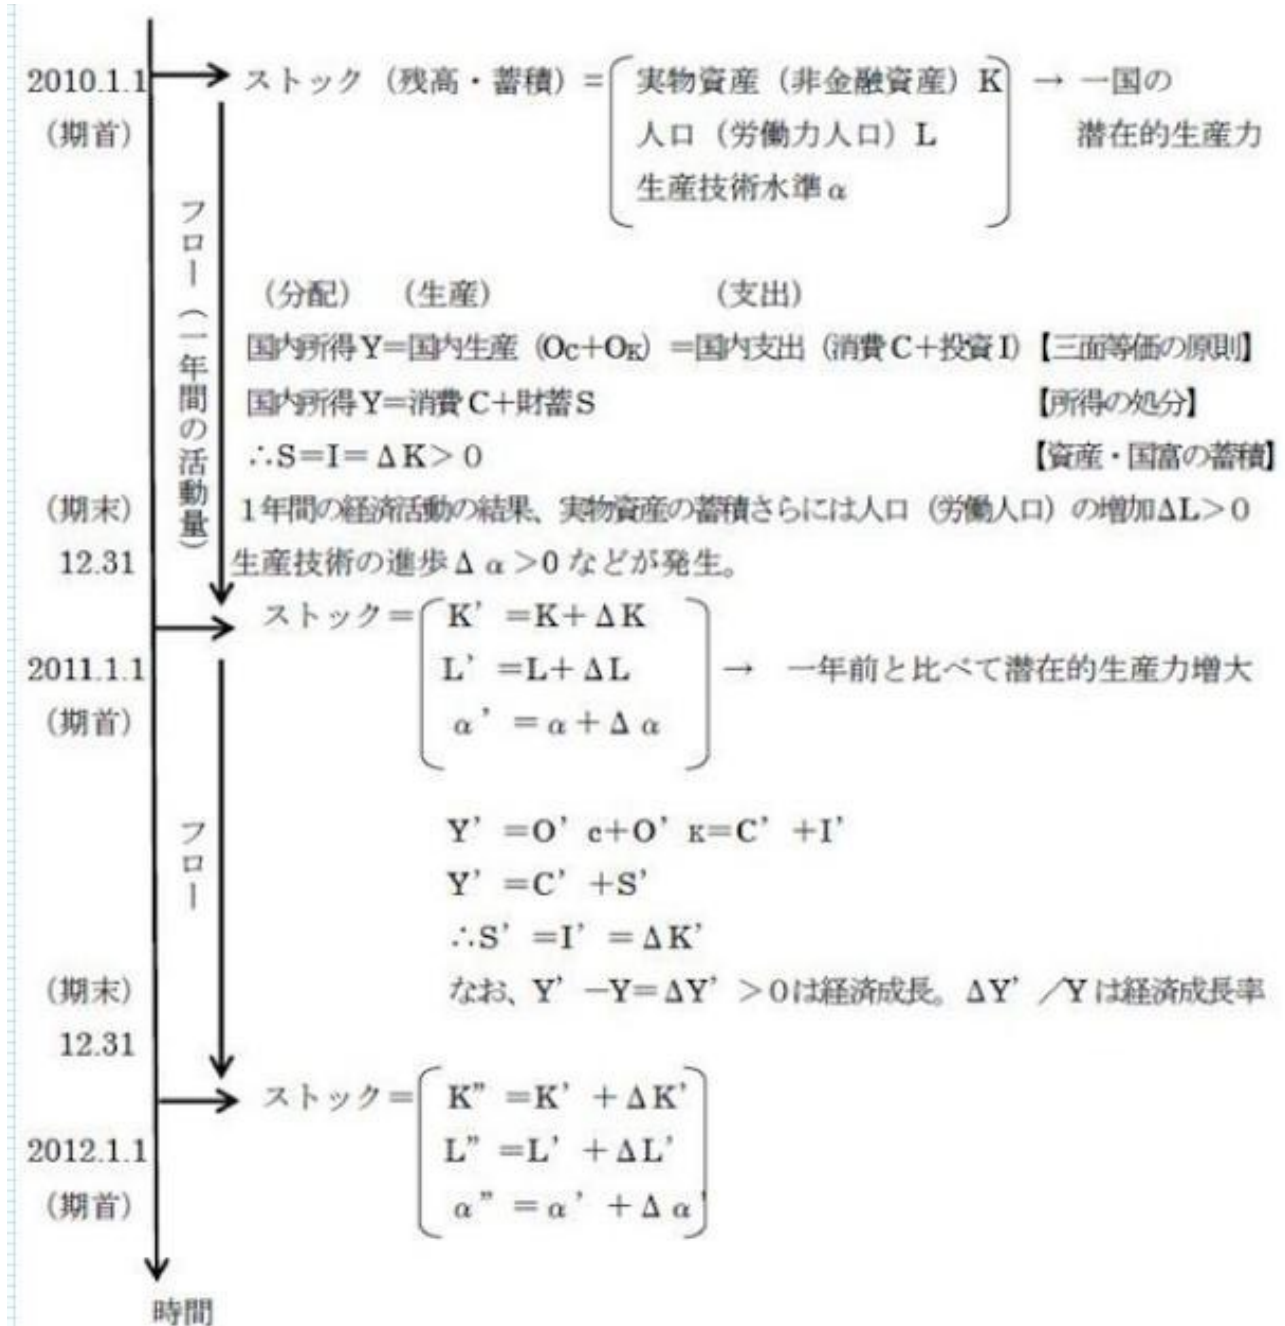 2010.1.1 ストック（残高・蓄積）＝ 実物資産（非金融資産）K → 一国の
（期首） 人口（労働力人口）L 潜在的生産力
生産技術水準α
フロー（一年間の活動量）
（分配） （生産） （支出）
国内所得Y＝国内生産（Oc+OK）＝国内支出（消費C＋投資I）【三面等価の原則】
国内所得Y＝消費C＋財蓄S 【所得の処分】
∴S＝I＝ΔK＞0 【資産・国富の蓄積】
（期末） 1年間の経済活動の結果、実物資産の蓄積さらには人口（労働人口）の増加ΔL＞0
12.31 生産技術の進歩Δα＞0などが発生。
ストック＝ K’＝K＋ΔK
2011.1.1 L’＝L＋ΔL → 一年前と比べて潜在的生産力増大
（期首） α’＝α＋Δα
フロー
Y’＝O’c+O’K＝C’＋I’
Y’＝C’＋S’
∴S’＝I’＝ΔK’
（期末） なお、Y’－Y＝ΔY’＞0は経済成長。ΔY’／Yは経済成長率
12.31
ストック＝ K”＝K’＋ΔK’
2012.1.1 L”＝L’＋ΔL’
（期首） α”＝α’＋Δα’
時間